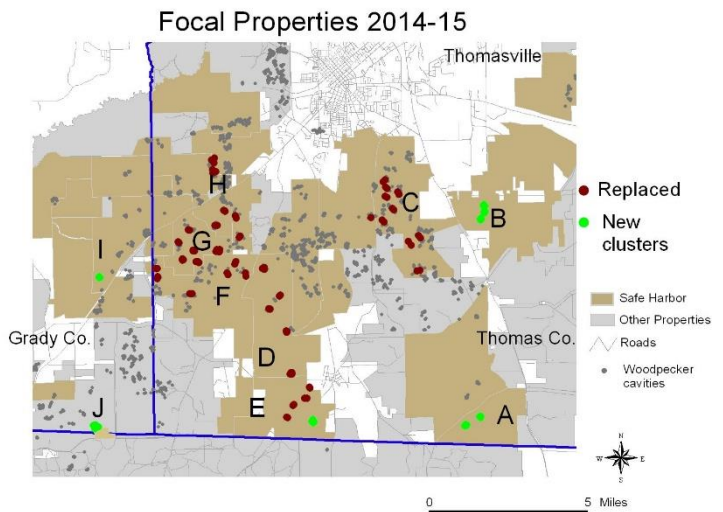 Focal Properties 2014-15
Thomasville
H
C
B
Replaced
New
clusters
I
G
F
Safe Harbor
Other Properties
Roads
Woodpecker
cavities
Grady Co.
Thomas Co.
D
E
J
A
N
W E
S
0 5 Miles